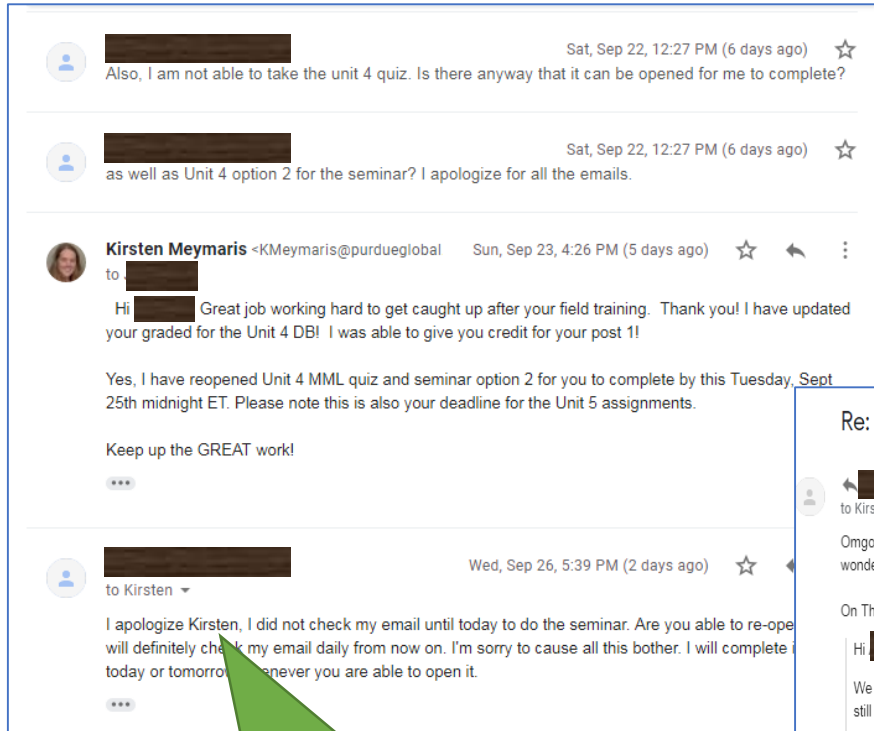 Sat, Sep 22, 12:27 PM (6 days ago)
Also, I am not able to take the unit 4 quiz. Is there anyway that it can be opened for me to complete?
Sat, Sep 22, 12:27 PM (6 days ago)
as well as Unit 4 option 2 for the seminar? I apologize for all the emails.
Kirsten Meymaris <KMeymaris@purdueglobal Sun, Sep 23, 4:26 PM (5 days ago)
to
Hi Great job working hard to get caught up after your field training. Thank you! I have updated
your graded for the Unit 4 DB! I was able to give you credit for your post 1!
Yes, I have reopened Unit 4 MML quiz and seminar option 2 for you to complete by this Tuesday, Sept
25th midnight ET. Please note this is also your deadline for the Unit 5 assignments.
Keep up the GREAT work!
Wed, Sep 26, 5:39 PM (2 days ago)
to Kirsten
I apologize Kirsten, I did not check my email until today to do the seminar. Are you able to re-ope
will definitely check my email daily from now on. I'm sorry to cause all this bother. I will complete
today or you are able to open it.
Re:
to Kirs
Omgo
wonde
On Th
Hi
We
still